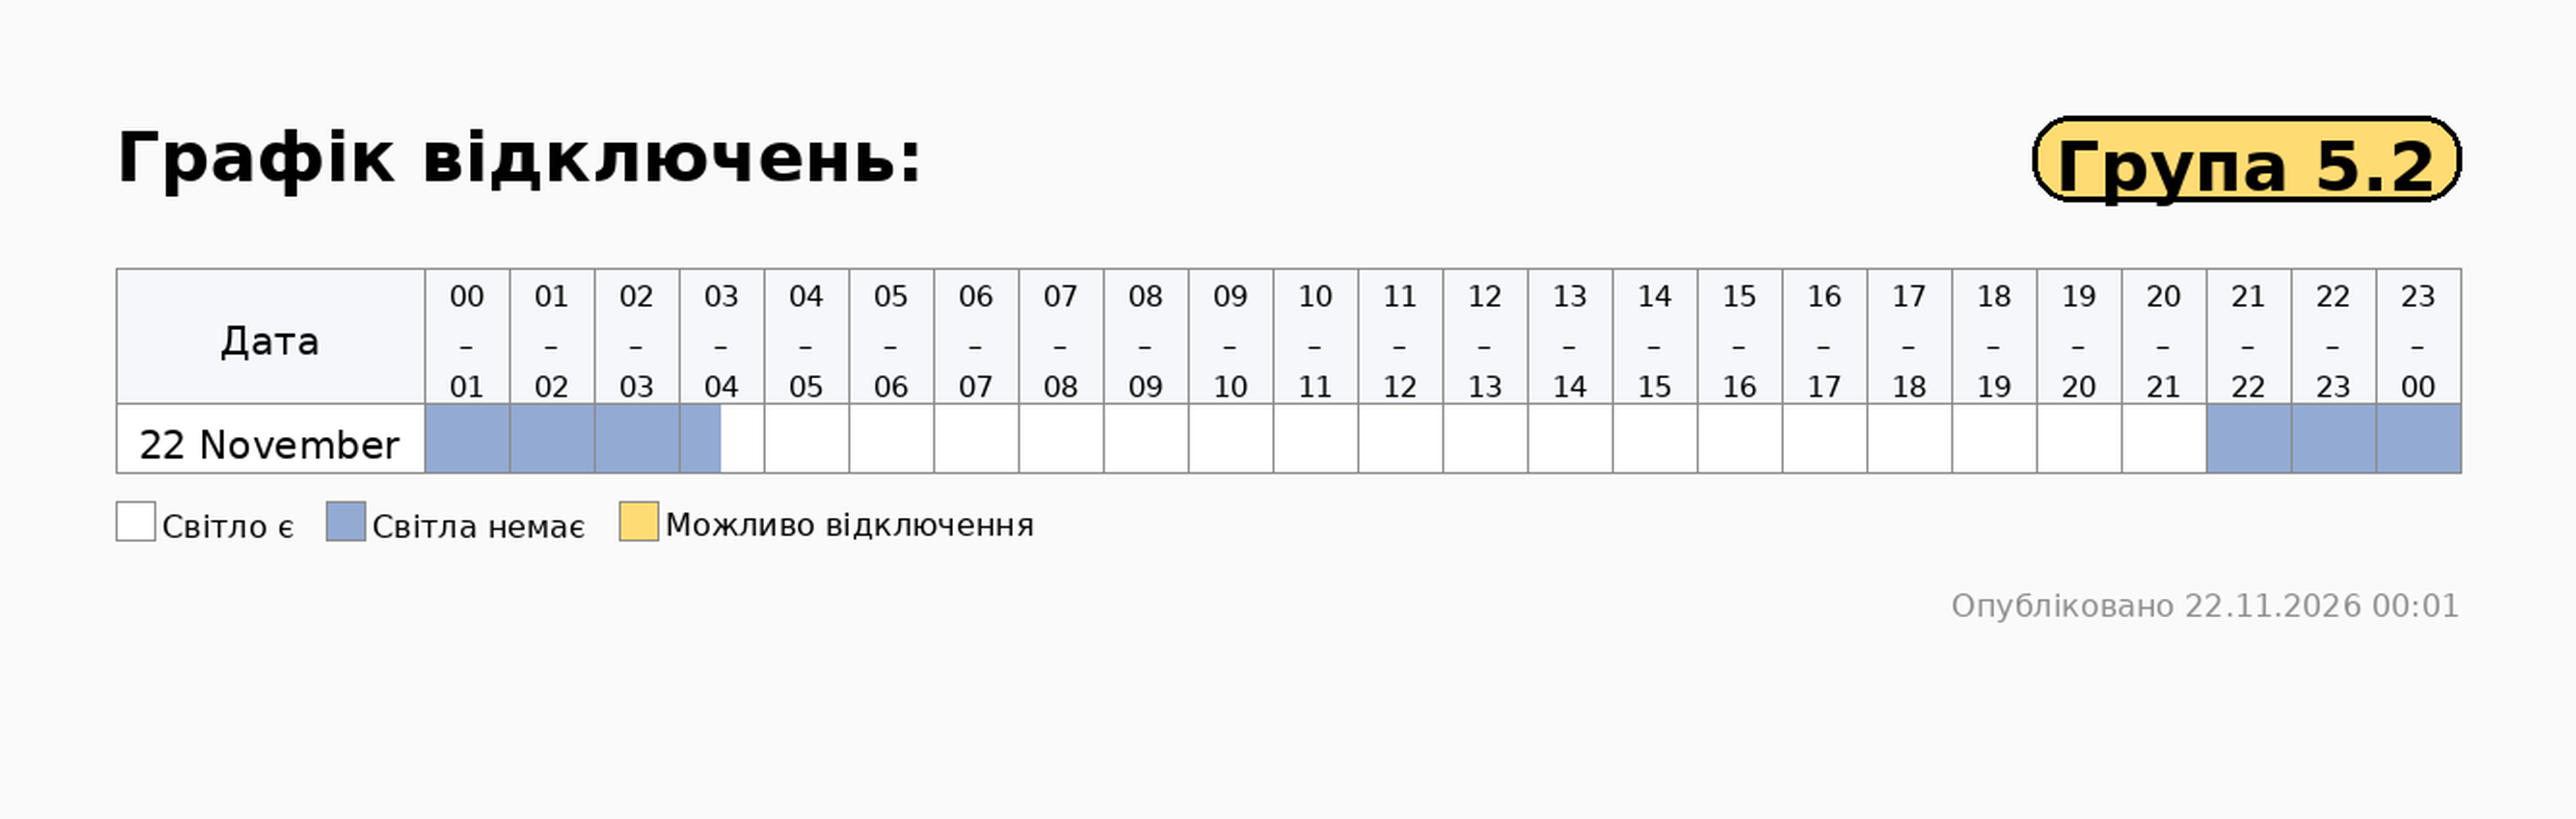 Графік відключень:
Група 5.2
Дата
00 – 01
01 – 02
02 – 03
03 – 04
04 – 05
05 – 06
06 – 07
07 – 08
08 – 09
09 – 10
10 – 11
11 – 12
12 – 13
13 – 14
14 – 15
15 – 16
16 – 17
17 – 18
18 – 19
19 – 20
20 – 21
21 – 22
22 – 23
23 – 00
22 November
Світло є
Світла немає
Можливо відключення
Опубліковано 22.11.2026 00:01